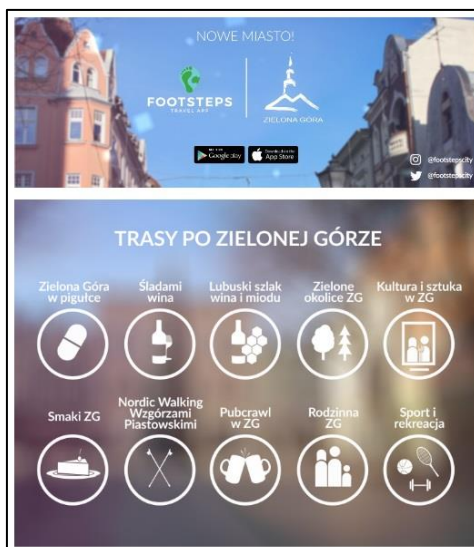 NOWE MIASTO!
FOOTSTEPS
TRAVEL APP
ZIELONA GÓRA
Google play
App Store
@footstepscity
@footstepscity
TRASY PO ZIELONEJ GÓRZE
Zielona Góra
w pigułce
Śladami
wina
Lubuski szlak
wina i miodu
Zielone
okolice ZG
Kultura i sztuka
w ZG
Smaki ZG
Nordic Walking
Wzgórzami
Piastowskimi
Pubcrawl
w ZG
Rodzinna
ZG
Sport i
rekreacja